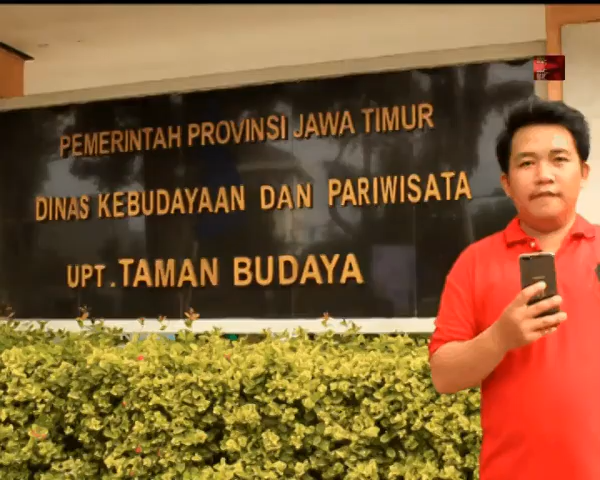 PEMERINTAH PROVINSI JAWA TIMUR
DINAS KEBUDAYAAN DAN PARIWISATA
UPT. TAMAN BUDAYA